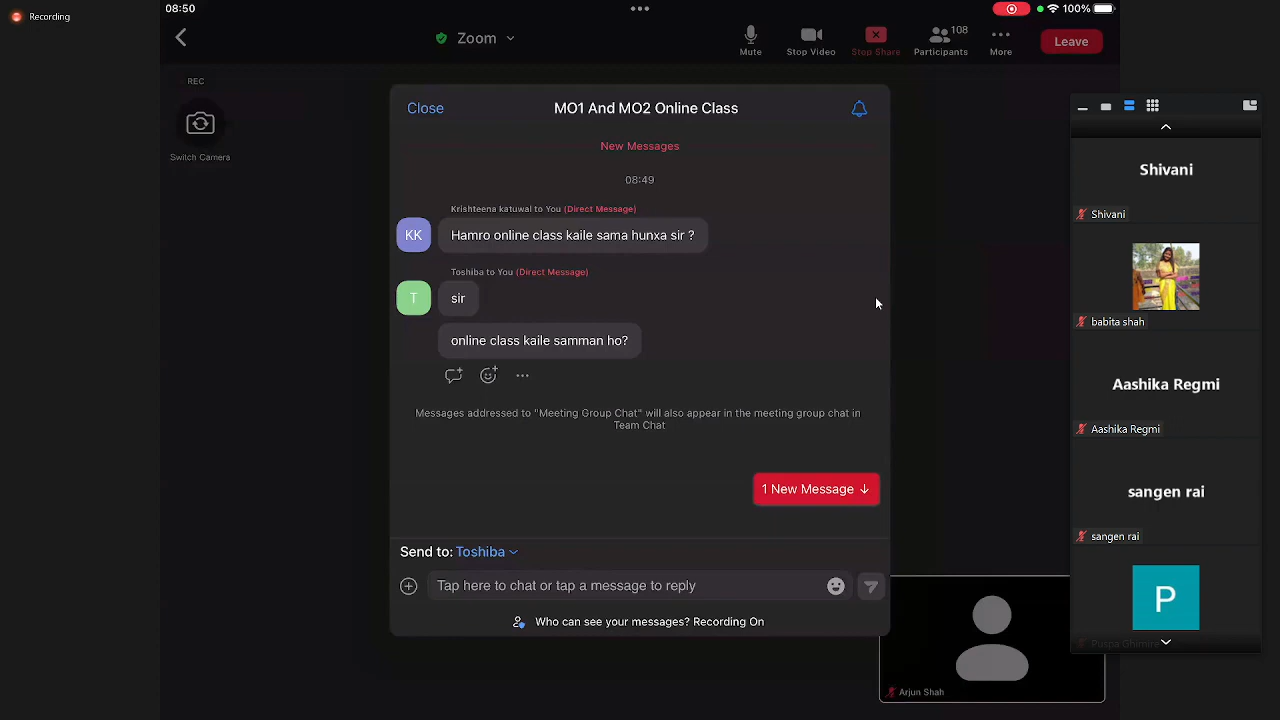 Recording
08:50
100%
Zoom
Mute
Stop Video
Stop Share
108
Participants
More
Leave
REC
Switch Camera
Close
MO1 And MO2 Online Class
New Messages
08:49
Krishteena katuwal to You (Direct Message)
KK
Hamro online class kaile sama hunxa sir ?
Toshiba to You (Direct Message)
T
sir
online class kaile samman ho?
Messages addressed to "Meeting Group Chat" will also appear in the meeting group chat in
Team Chat
1 New Message
Send to: Toshiba
Tap here to chat or tap a message to reply
Who can see your messages? Recording On
Arjun Shah
Shivani
Shivani
babita shah
Aashika Regmi
Aashika Regmi
sangen rai
sangen rai
P
Puspa Ghimire